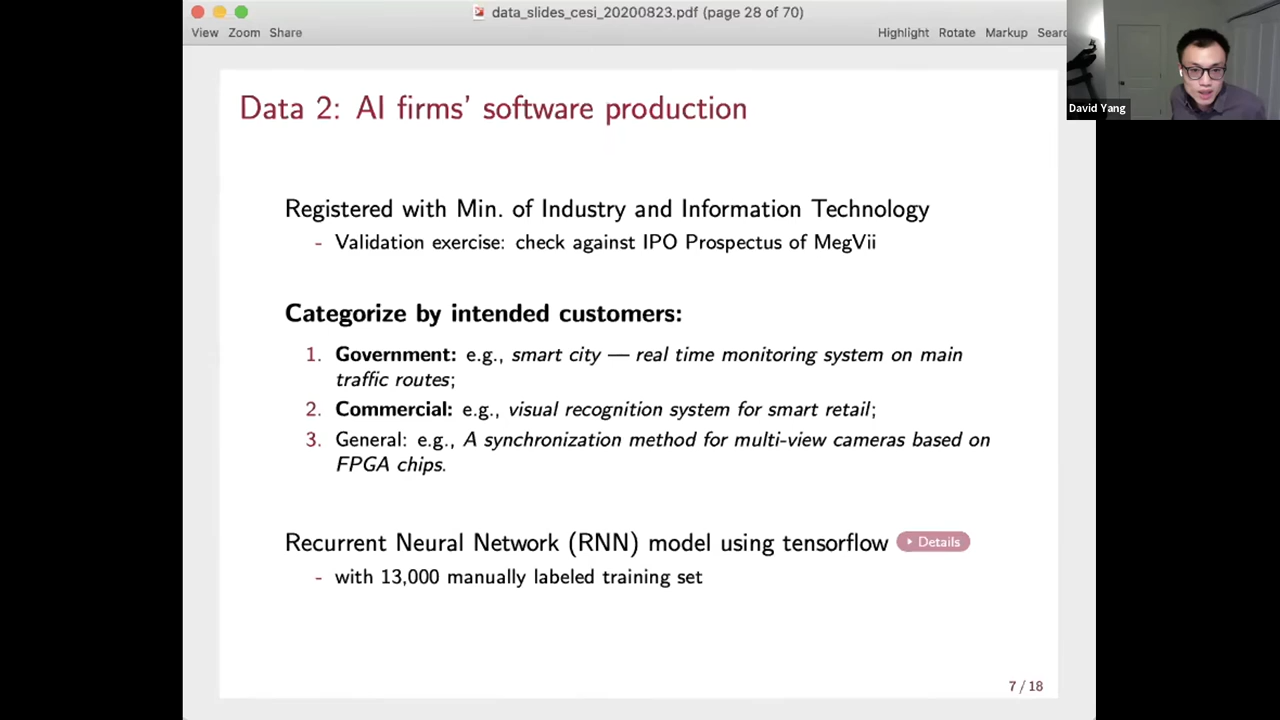 data_slides_cesi_20200823.pdf (page 28 of 70)
View Zoom Share
Highlight Rotate Markup Searc
David Yang
Data 2: AI firms' software production
Registered with Min. of Industry and Information Technology
- Validation exercise: check against IPO Prospectus of MegVii
Categorize by intended customers:
1. Government: e.g., smart city — real time monitoring system on main
traffic routes;
2. Commercial: e.g., visual recognition system for smart retail;
3. General: e.g., A synchronization method for multi-view cameras based on
FPGA chips.
Recurrent Neural Network (RNN) model using tensorflow Details
- with 13,000 manually labeled training set
7 / 18